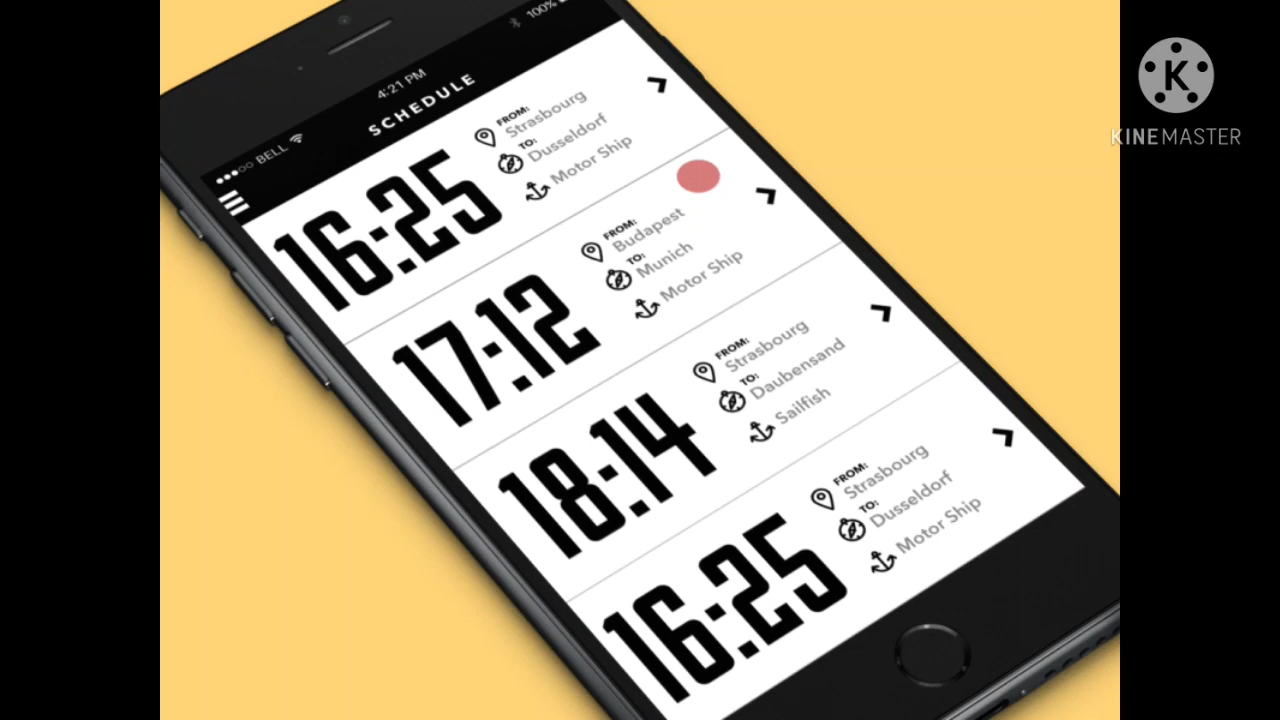 100%
4:21 PM
BELL
SCHEDULE
16:25
FROM:
Strasbourg
TO:
Dusseldorf
Motor Ship
17:12
FROM:
Budapest
TO:
Munich
Motor Ship
18:14
FROM:
Strasbourg
TO:
Daubensand
Sailfish
16:25
FROM:
Strasbourg
TO:
Dusseldorf
Motor Ship
K
KINEMASTER